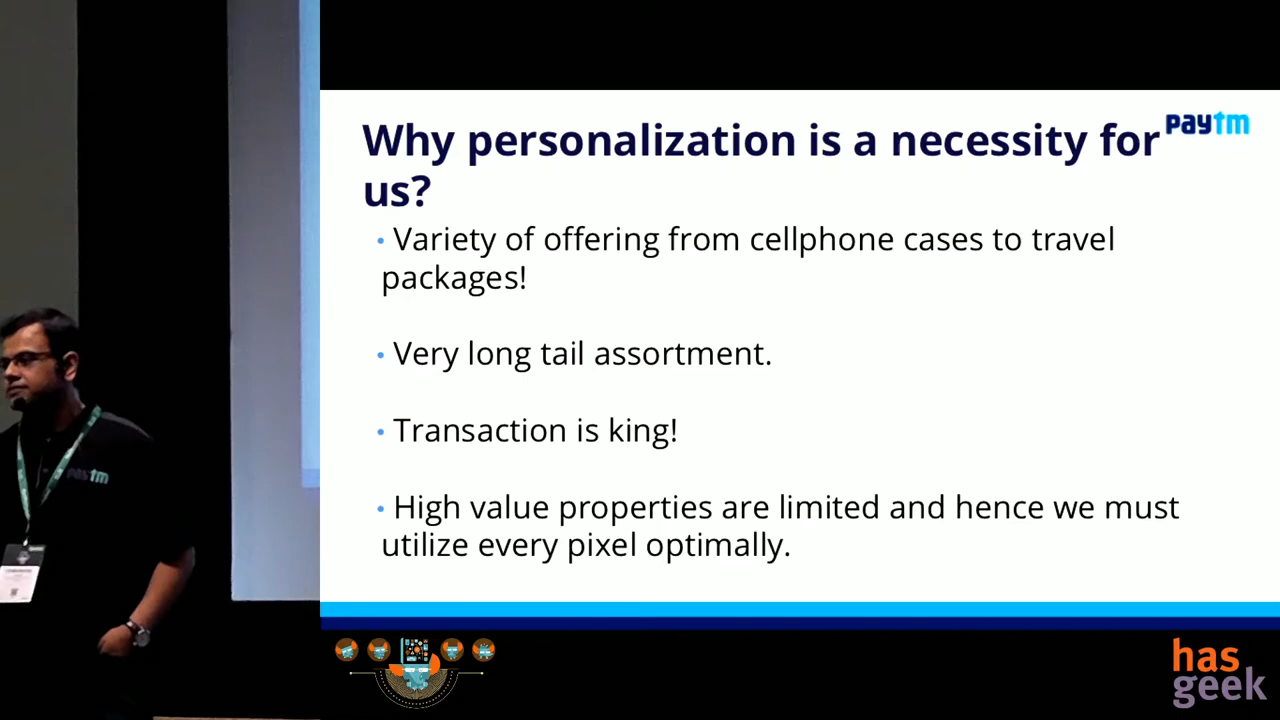 Why personalization is a necessity for
us?
paytm
• Variety of offering from cellphone cases to travel
packages!
• Very long tail assortment.
• Transaction is king!
• High value properties are limited and hence we must
utilize every pixel optimally.
paytm
has
geek